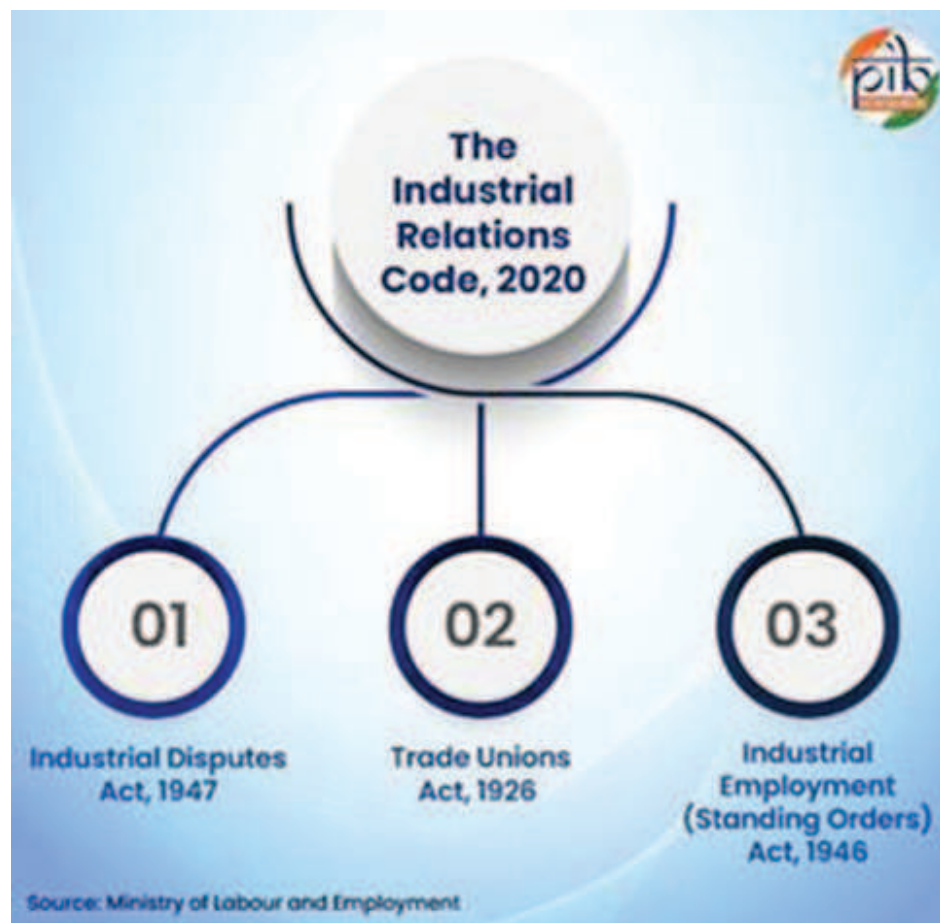 pib
The
Industrial
Relations
Code, 2020
01
02
03
Industrial Disputes
Act, 1947
Trade Unions
Act, 1926
Industrial
Employment
(Standing Orders)
Act, 1946
Source: Ministry of Labour and Employment